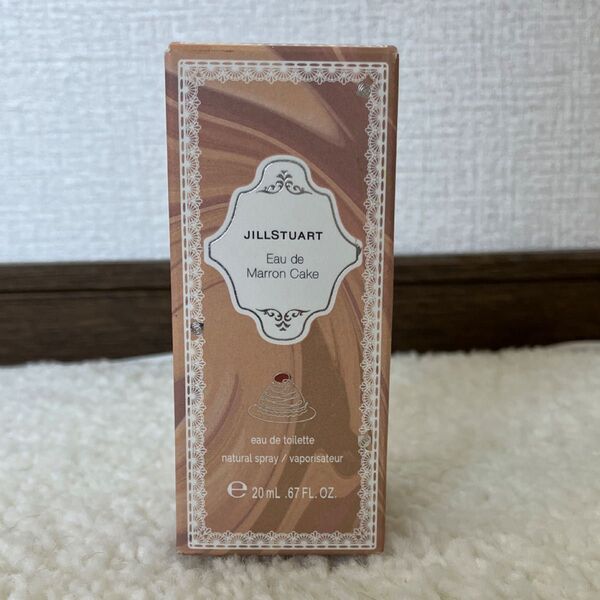 JILLSTUART
Eau de
Marron Cake
eau de toilette
natural spray / vaporisateur
℮ 20 mL .67 FL. OZ.